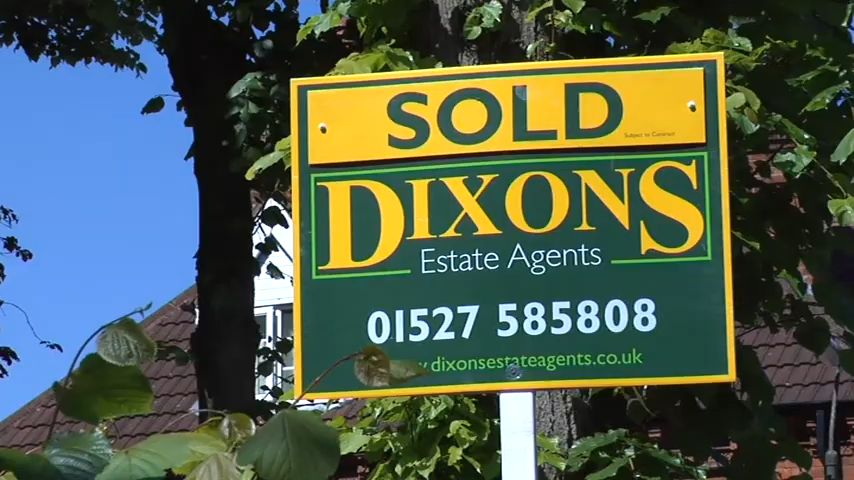 SOLD
Subject to Contract
DIXONS
Estate Agents
01527 585808
dixonsestateagents.co.uk